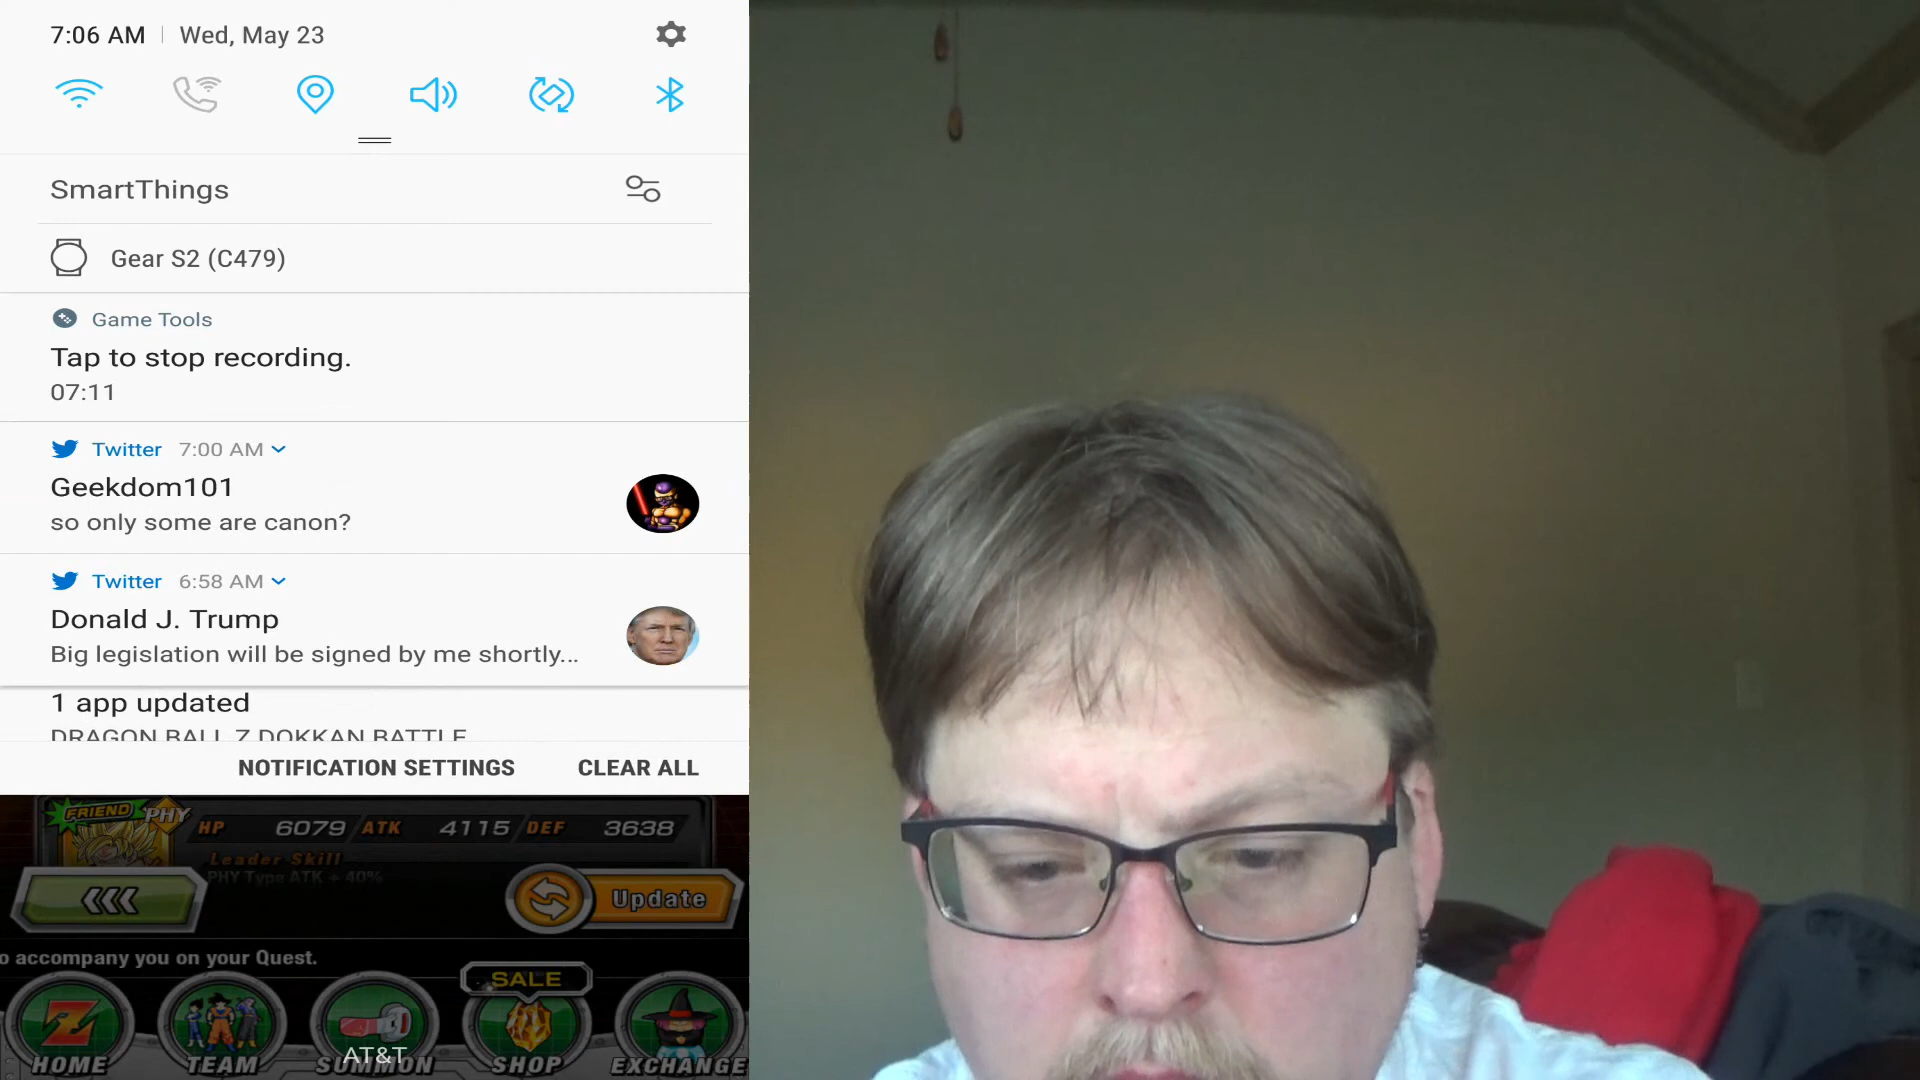 7:06 AM | Wed, May 23
SmartThings
Gear S2 (C479)
Game Tools
Tap to stop recording.
07:11
Twitter 7:00 AM
Geekdom101
so only some are canon?
Twitter 6:58 AM
Donald J. Trump
Big legislation will be signed by me shortly...
1 app updated
DRAGON BALL Z DOKKAN BATTLE
NOTIFICATION SETTINGS CLEAR ALL
FRIEND PHY HP 6079 ATK 4115 DEF 3638
Leader Skill
PHY Type ATK + 40%
Update
o accompany you on your Quest.
SALE
HOME TEAM SUMMON SHOP EXCHANGE
AT&T